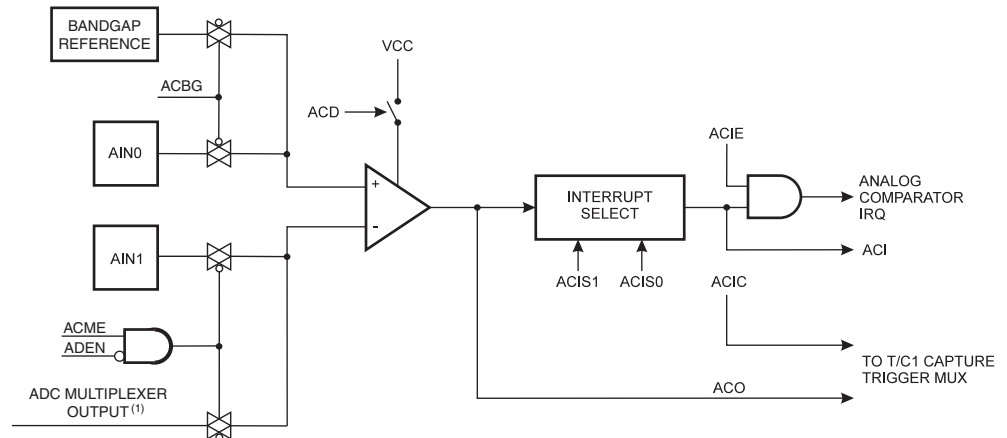 BANDGAP
REFERENCE
VCC
ACBG
ACD
AIN0
ACIE
+
-
INTERRUPT
SELECT
ANALOG
COMPARATOR
IRQ
AIN1
ACI
ACIS1 ACIS0
ACIC
ACME
ADEN
TO T/C1 CAPTURE
TRIGGER MUX
ADC MULTIPLEXER
OUTPUT (1)
ACO